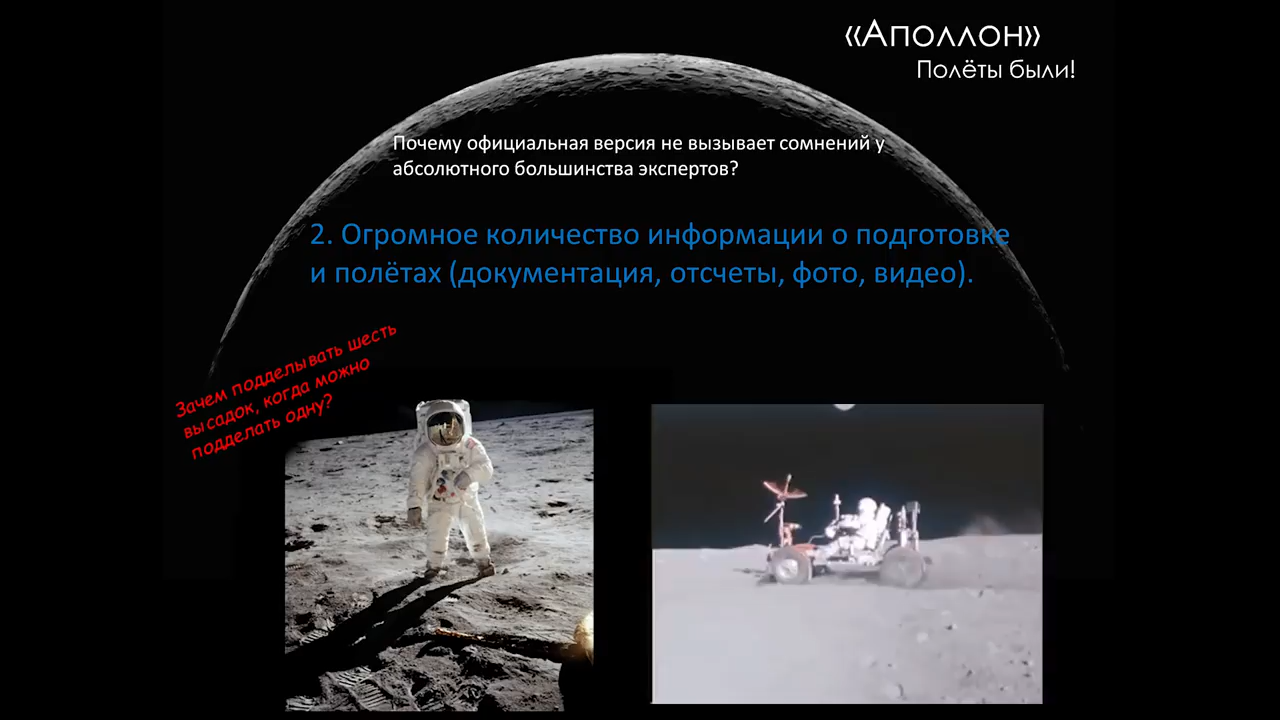 «Аполлон»
Полёты были!
Почему официальная версия не вызывает сомнений у
абсолютного большинства экспертов?
2. Огромное количество информации о подготовке
и полётах (документация, отсчеты, фото, видео).
Зачем подделывать шесть
высадок, когда можно
подделать одну?